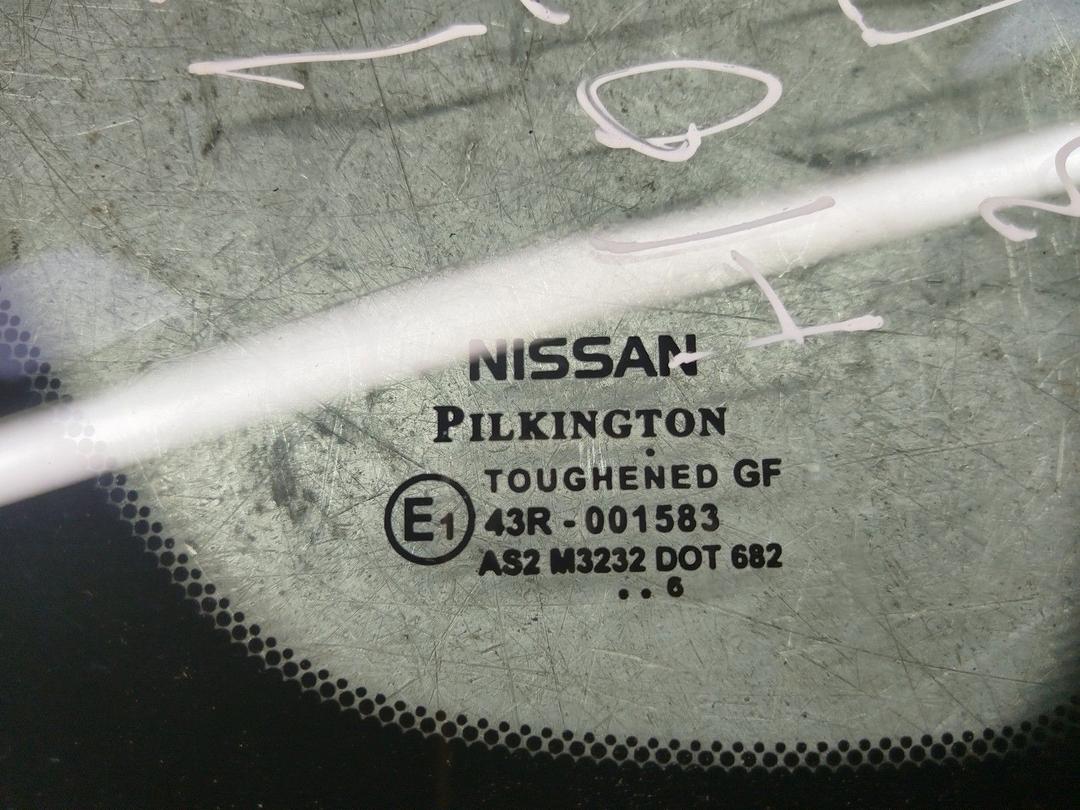 NISSAN
PILKINGTON
TOUGHENED GF
E1 43R - 001583
AS2 M3232 DOT 682
. . 6